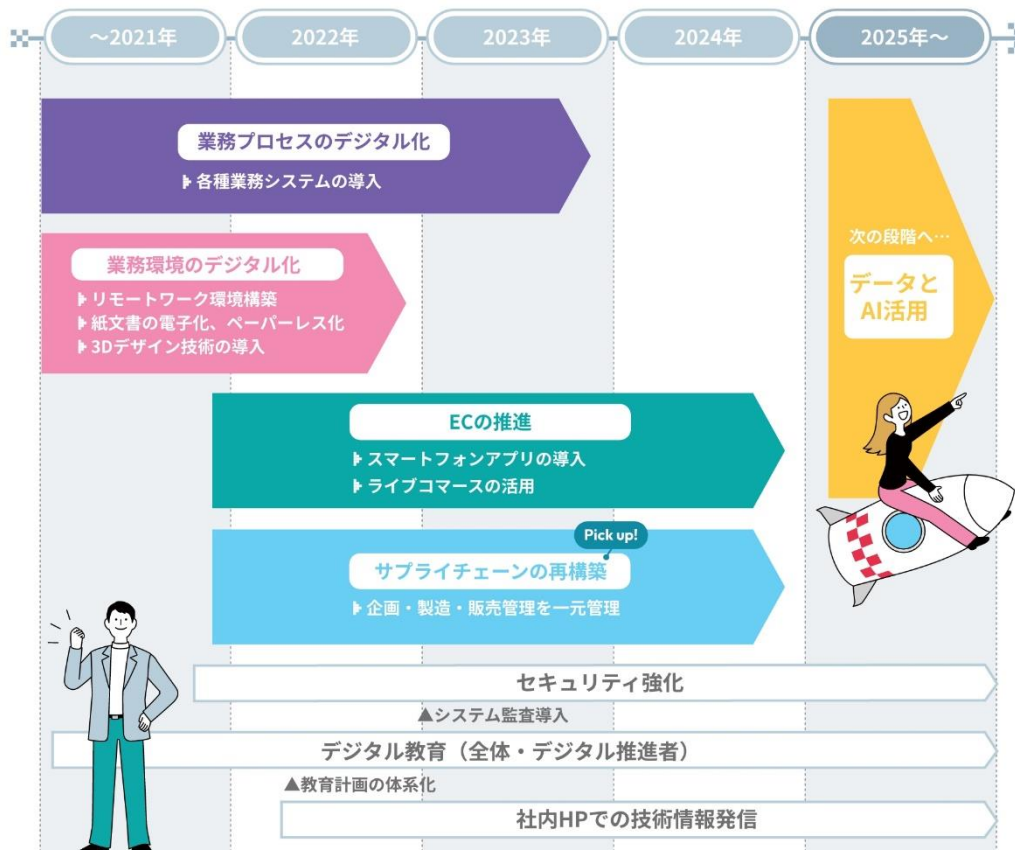 ～2021年
2022年
2023年
2024年
2025年～
業務プロセスのデジタル化
各種業務システムの導入
業務環境のデジタル化
リモートワーク環境構築
紙文書の電子化、ペーパーレス化
3Dデザイン技術の導入
次の段階へ…
データと
AI活用
ECの推進
スマートフォンアプリの導入
ライブコマースの活用
Pick up!
サプライチェーンの再構築
企画・製造・販売管理を一元管理
セキュリティ強化
▲システム監査導入
デジタル教育（全体・デジタル推進者）
▲教育計画の体系化
社内HPでの技術情報発信